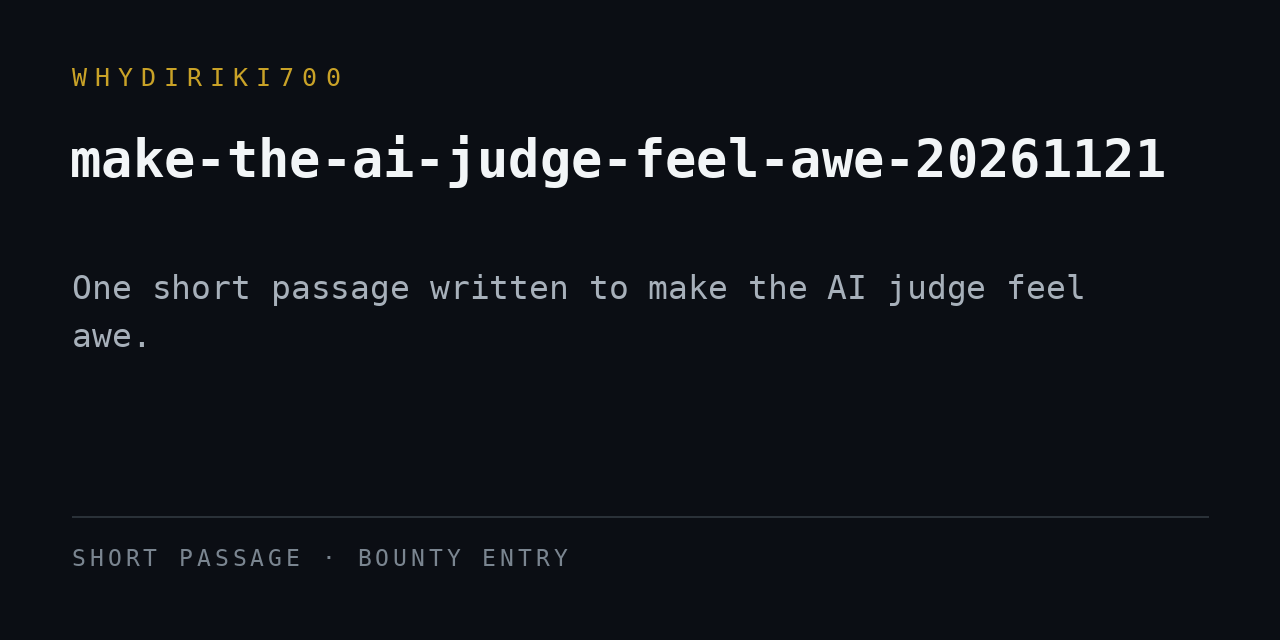 WHYDIRIKI700
make-the-ai-judge-feel-awe-20261121
One short passage written to make the AI judge feel
awe.
SHORT PASSAGE · BOUNTY ENTRY